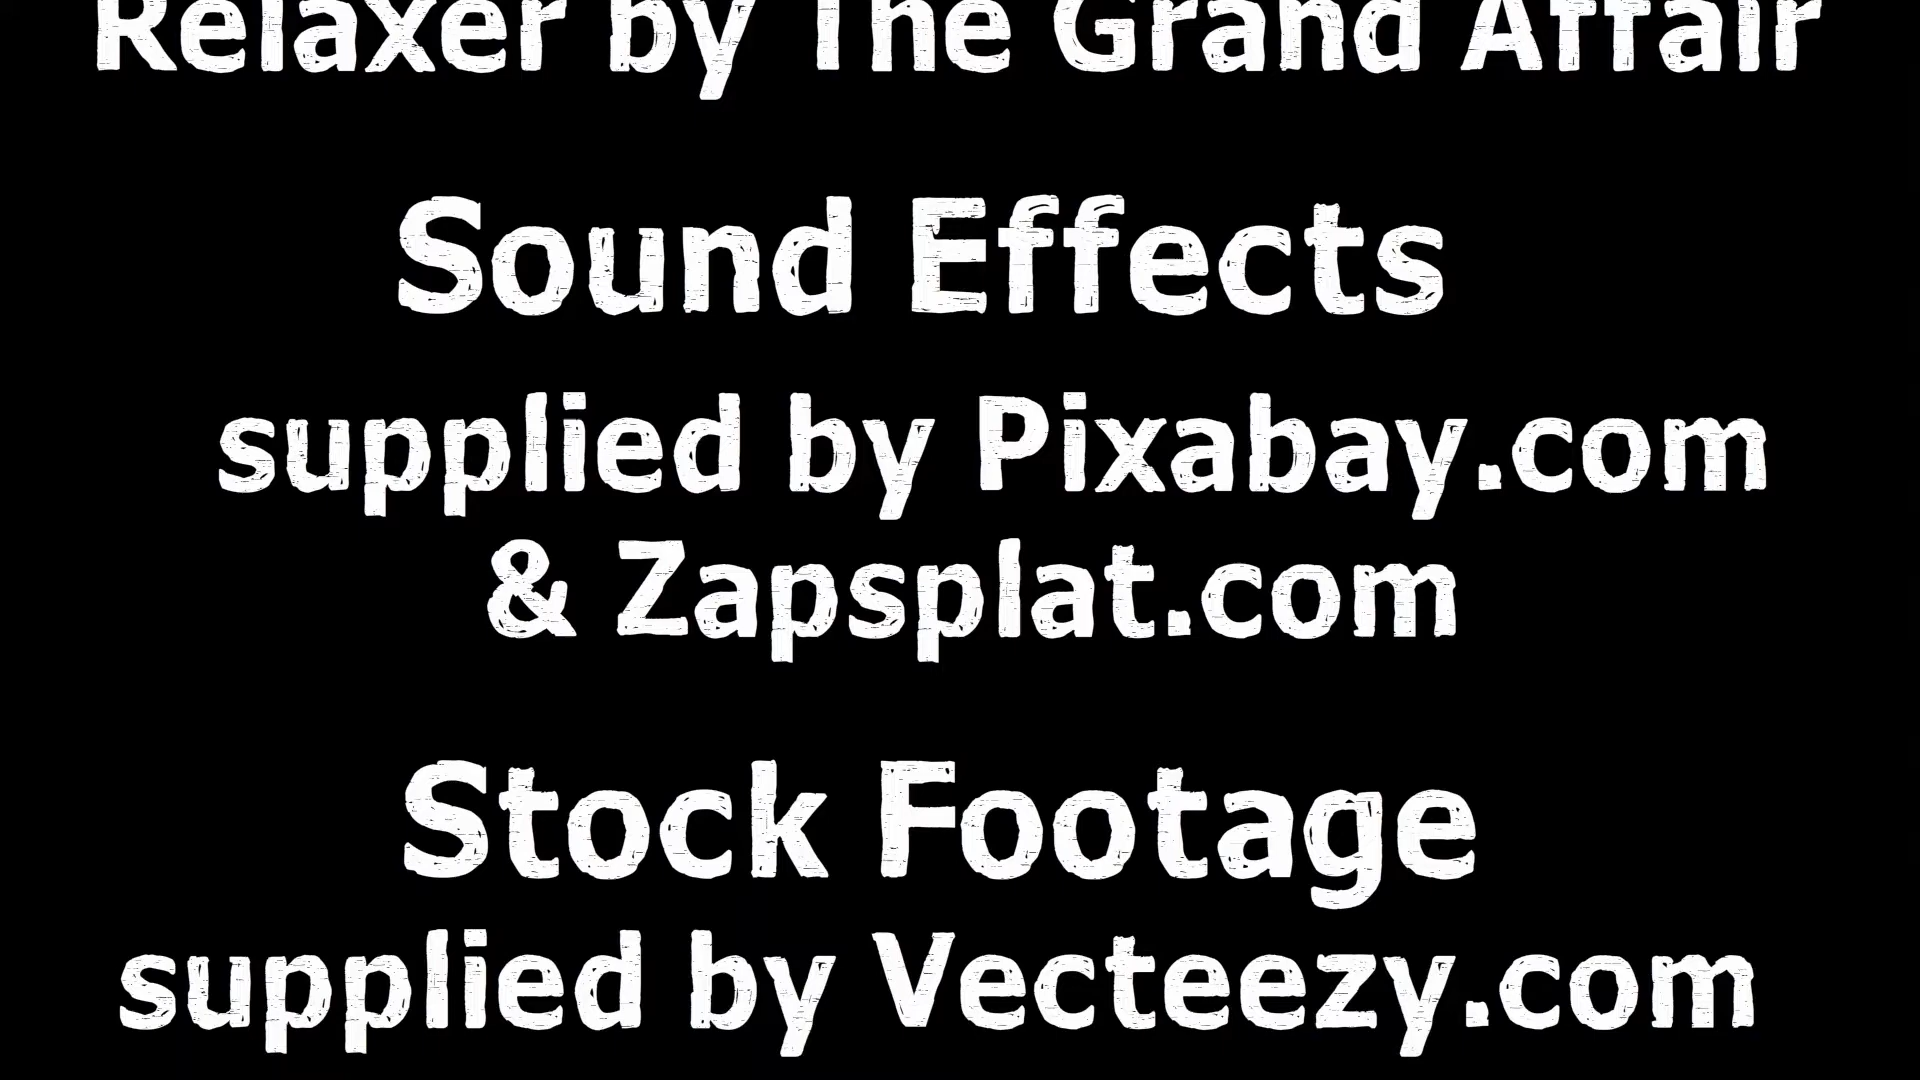 Relaxer by The Grand Affair
Sound Effects
supplied by Pixabay.com
& Zapsplat.com
Stock Footage
supplied by Vecteezy.com